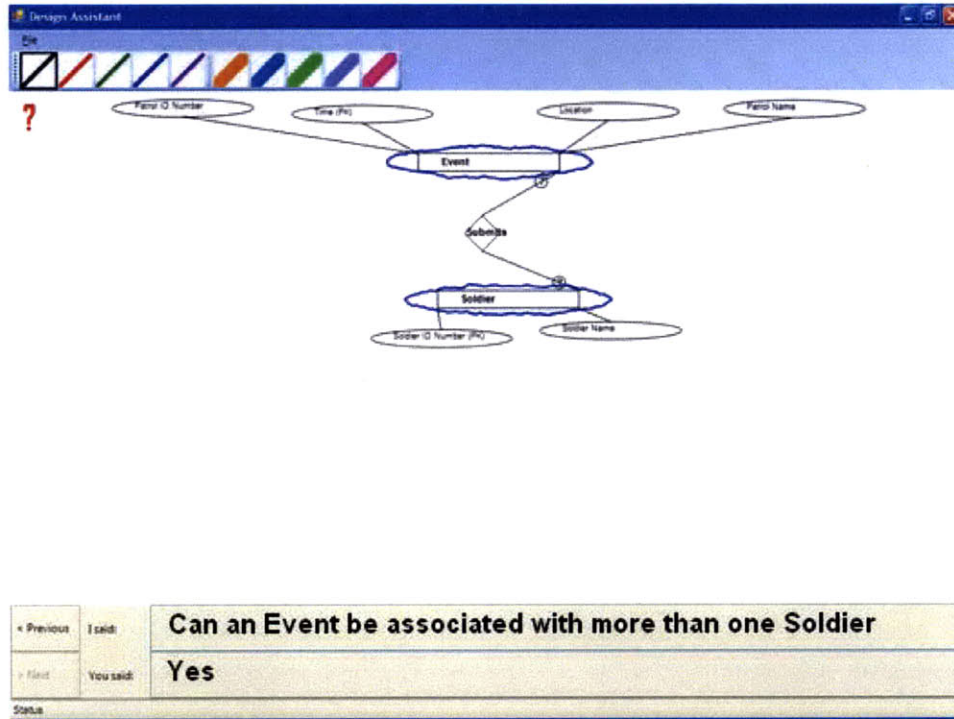 Design Assistant
File
?
Patrol ID Number
Time (PK)
Location
Patrol Name
Event
Submits
Soldier
Soldier ID Number (PK)
Soldier Name
< Previous
I said:
Can an Event be associated with more than one Soldier
> Next
You said:
Yes
Status